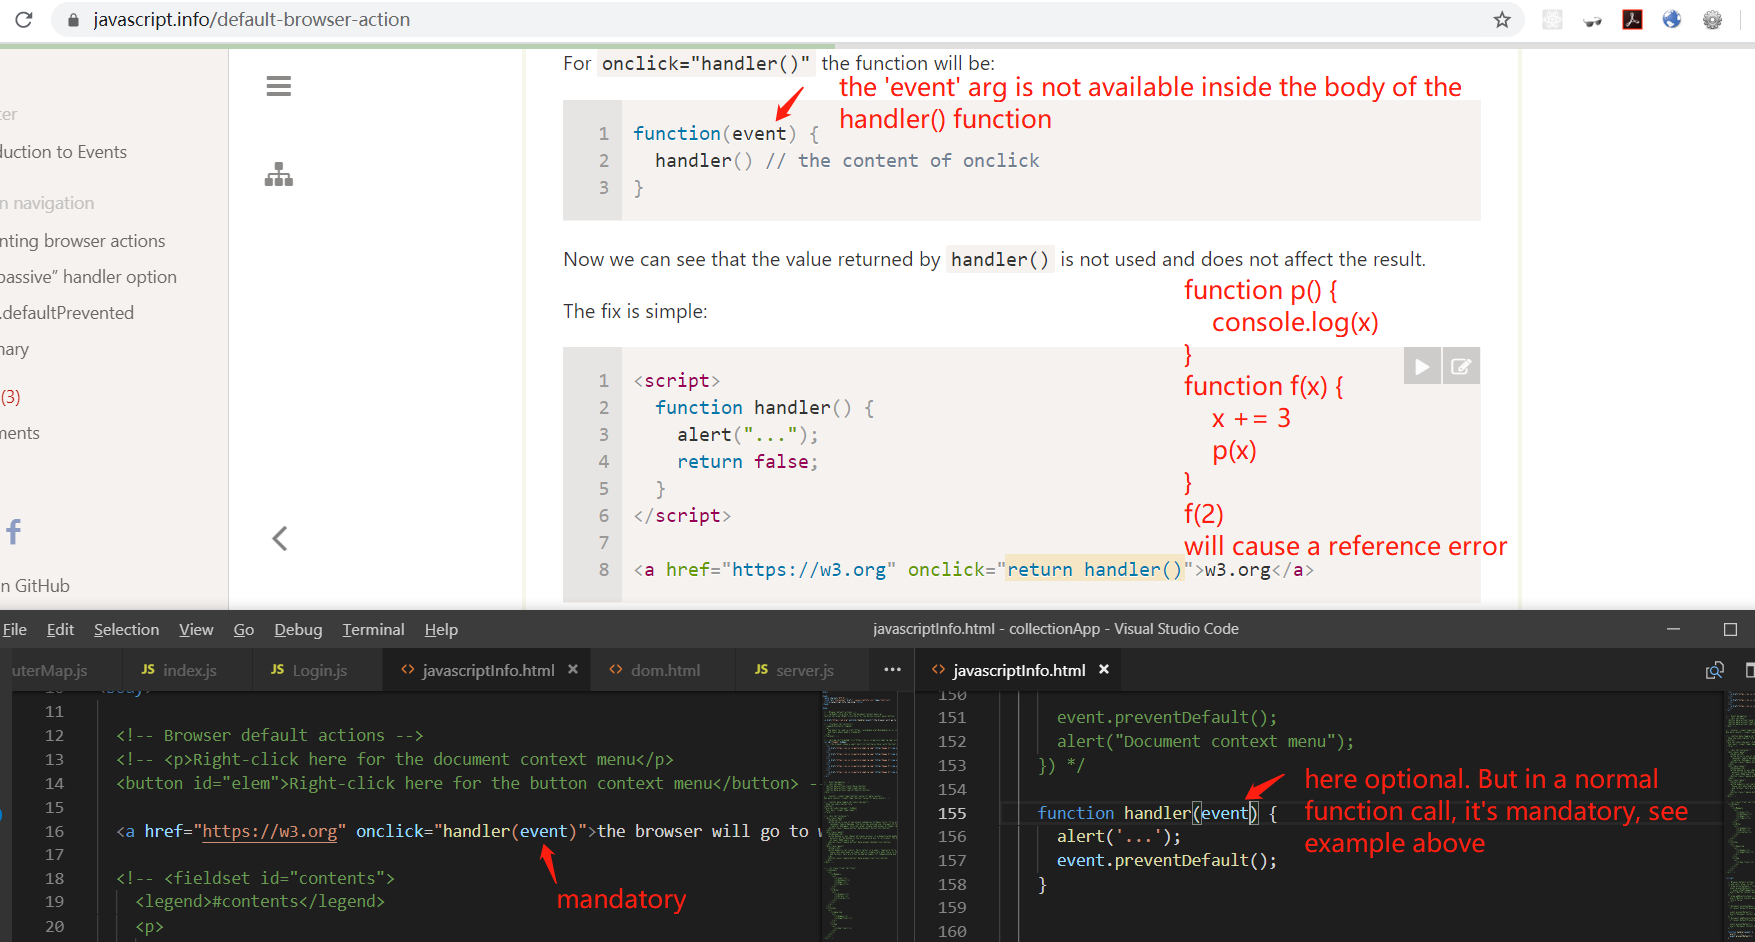 javascript.info/default-browser-action
For onclick="handler()" the function will be:
the 'event' arg is not available inside the body of the
handler() function
1 function(event) {
2 handler() // the content of onclick
3 }
ter
duction to Events
n navigation
nting browser actions
passive” handler option
.defaultPrevented
mary
(3)
ments
f
n GitHub
Now we can see that the value returned by handler() is not used and does not affect the result.
The fix is simple:
function p() {
console.log(x)
}
function f(x) {
x += 3
p(x)
}
f(2)
will cause a reference error
1 <script>
2 function handler() {
3 alert("...");
4 return false;
5 }
6 </script>
7
8 <a href="https://w3.org" onclick="return handler()">w3.org</a>
File Edit Selection View Go Debug Terminal Help
javascriptInfo.html - collectionApp - Visual Studio Code
uterMap.js JS index.js JS Login.js <> javascriptInfo.html × <> dom.html JS server.js ···
<> javascriptInfo.html ×
10 <body>
11
12 <!-- Browser default actions -->
13 <!-- <p>Right-click here for the document context menu</p>
14 <button id="elem">Right-click here for the button context menu</button> -
15
16 <a href="https://w3.org" onclick="handler(event)">the browser will go to
17
mandatory
18 <!-- <fieldset id="contents">
19 <legend>#contents</legend>
20 <p>
150
151 event.preventDefault();
152 alert("Document context menu");
153 }) */
154
155 function handler(event) {
156 alert('...');
157 event.preventDefault();
158 }
159
160
here optional. But in a normal
function call, it's mandatory, see
example above